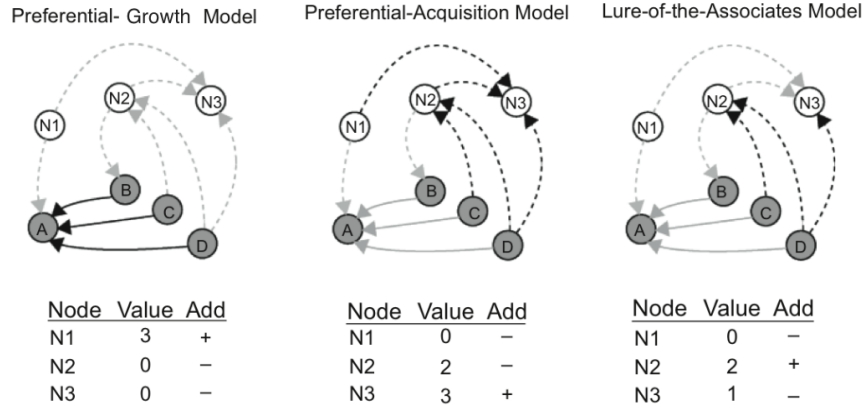 Preferential- Growth Model Preferential-Acquisition Model Lure-of-the-Associates Model
N1 N2 N3 A B C D
N1 N2 N3 A B C D
N1 N2 N3 A B C D
Node Value Add
N1 3 +
N2 0 –
N3 0 –
Node Value Add
N1 0 –
N2 2 –
N3 3 +
Node Value Add
N1 0 –
N2 2 +
N3 1 –